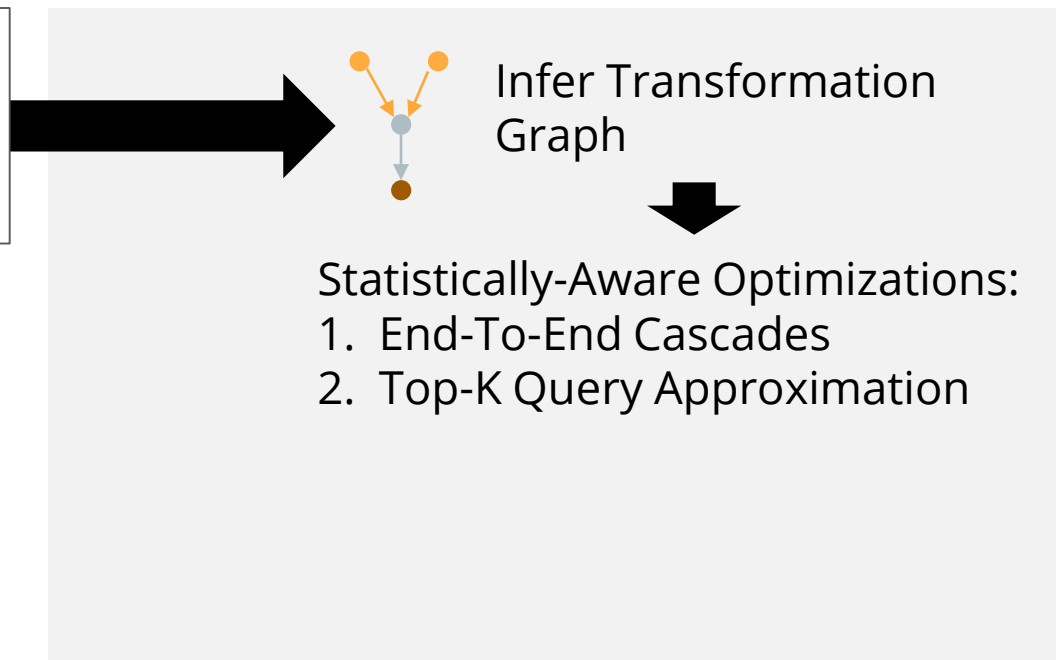 Infer Transformation
Graph
Statistically-Aware Optimizations:
1. End-To-End Cascades
2. Top-K Query Approximation